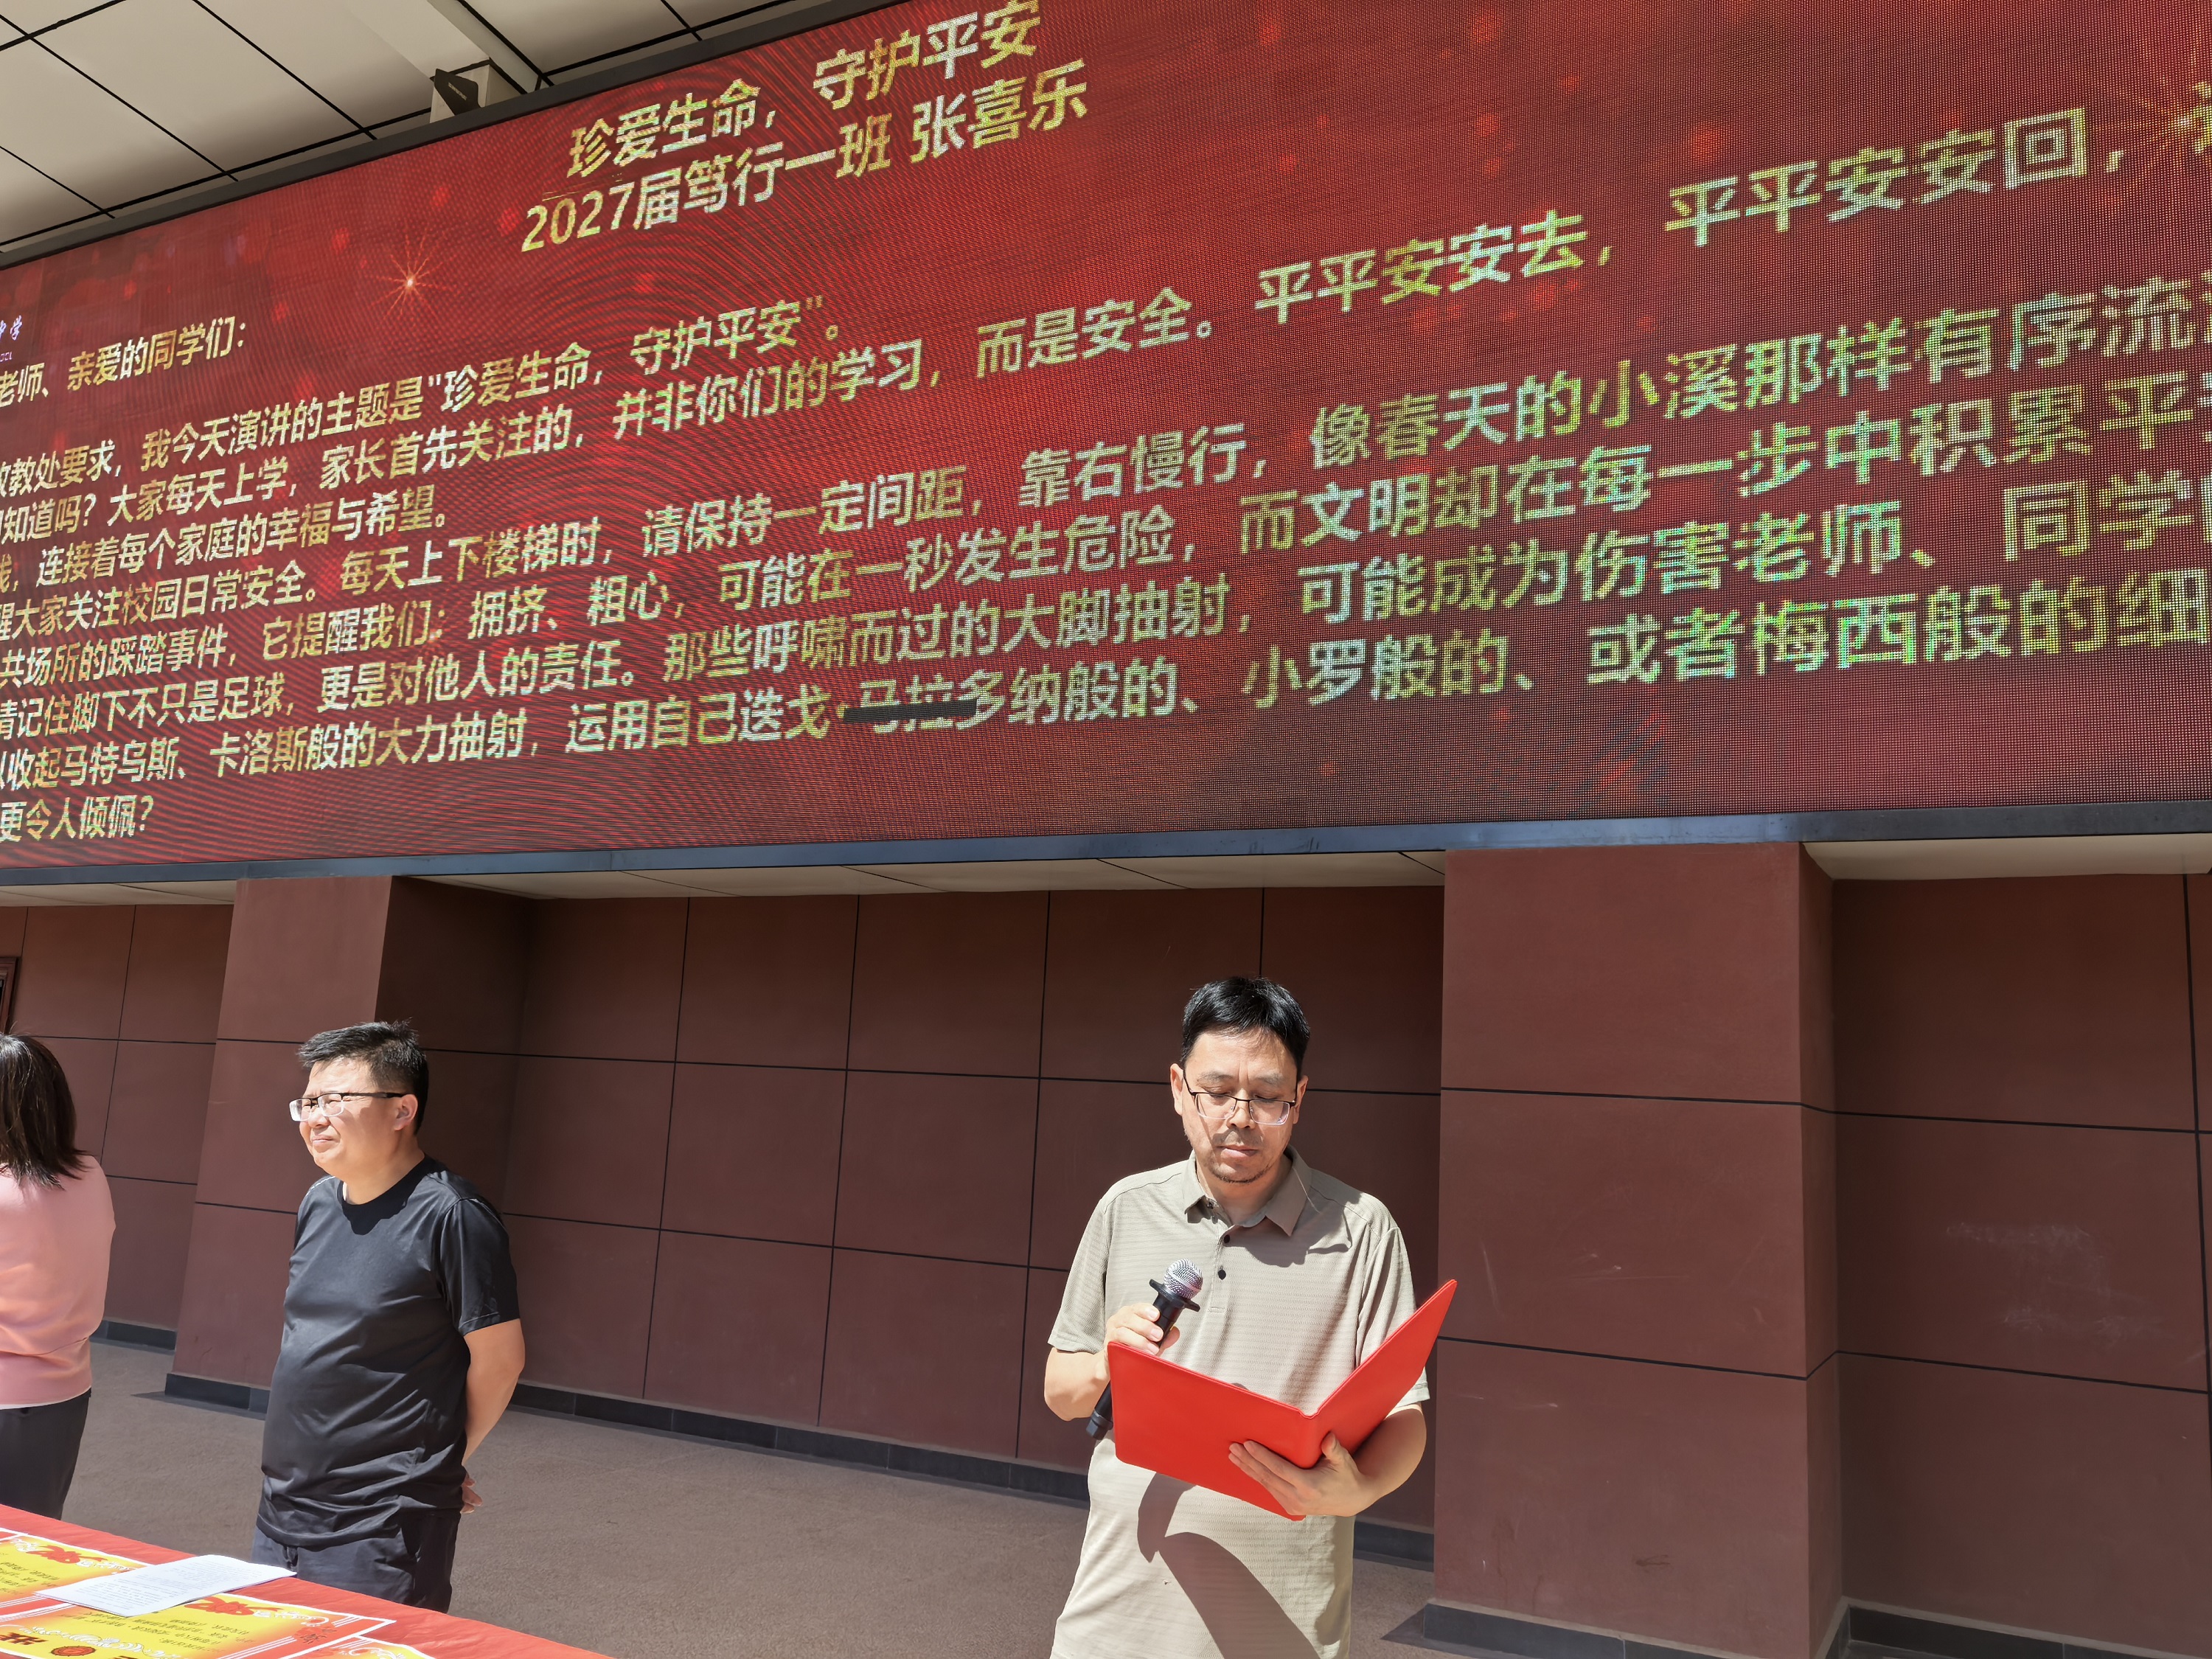 珍爱生命，守护平安
2027届笃行一班 张喜乐
中学
老师、亲爱的同学们：
政教处要求，我今天演讲的主题是"珍爱生命，守护平安"。
知道吗？大家每天上学，家长首先关注的，并非你们的学习，而是安全。平平安安去，平平安安回，
线，连接着每个家庭的幸福与希望。
醒大家关注校园日常安全。每天上下楼梯时，请保持一定间距，靠右慢行，像春天的小溪那样有序流
共场所的踩踏事件，它提醒我们：拥挤、粗心，可能在一秒发生危险，而文明却在每一步中积累平
请记住脚下不只是足球，更是对他人的责任。那些呼啸而过的大脚抽射，可能成为伤害老师、同学
以收起马特乌斯、卡洛斯般的大力抽射，运用自己迭戈·马拉多纳般的、小罗般的、或者梅西般的细
更令人倾佩？